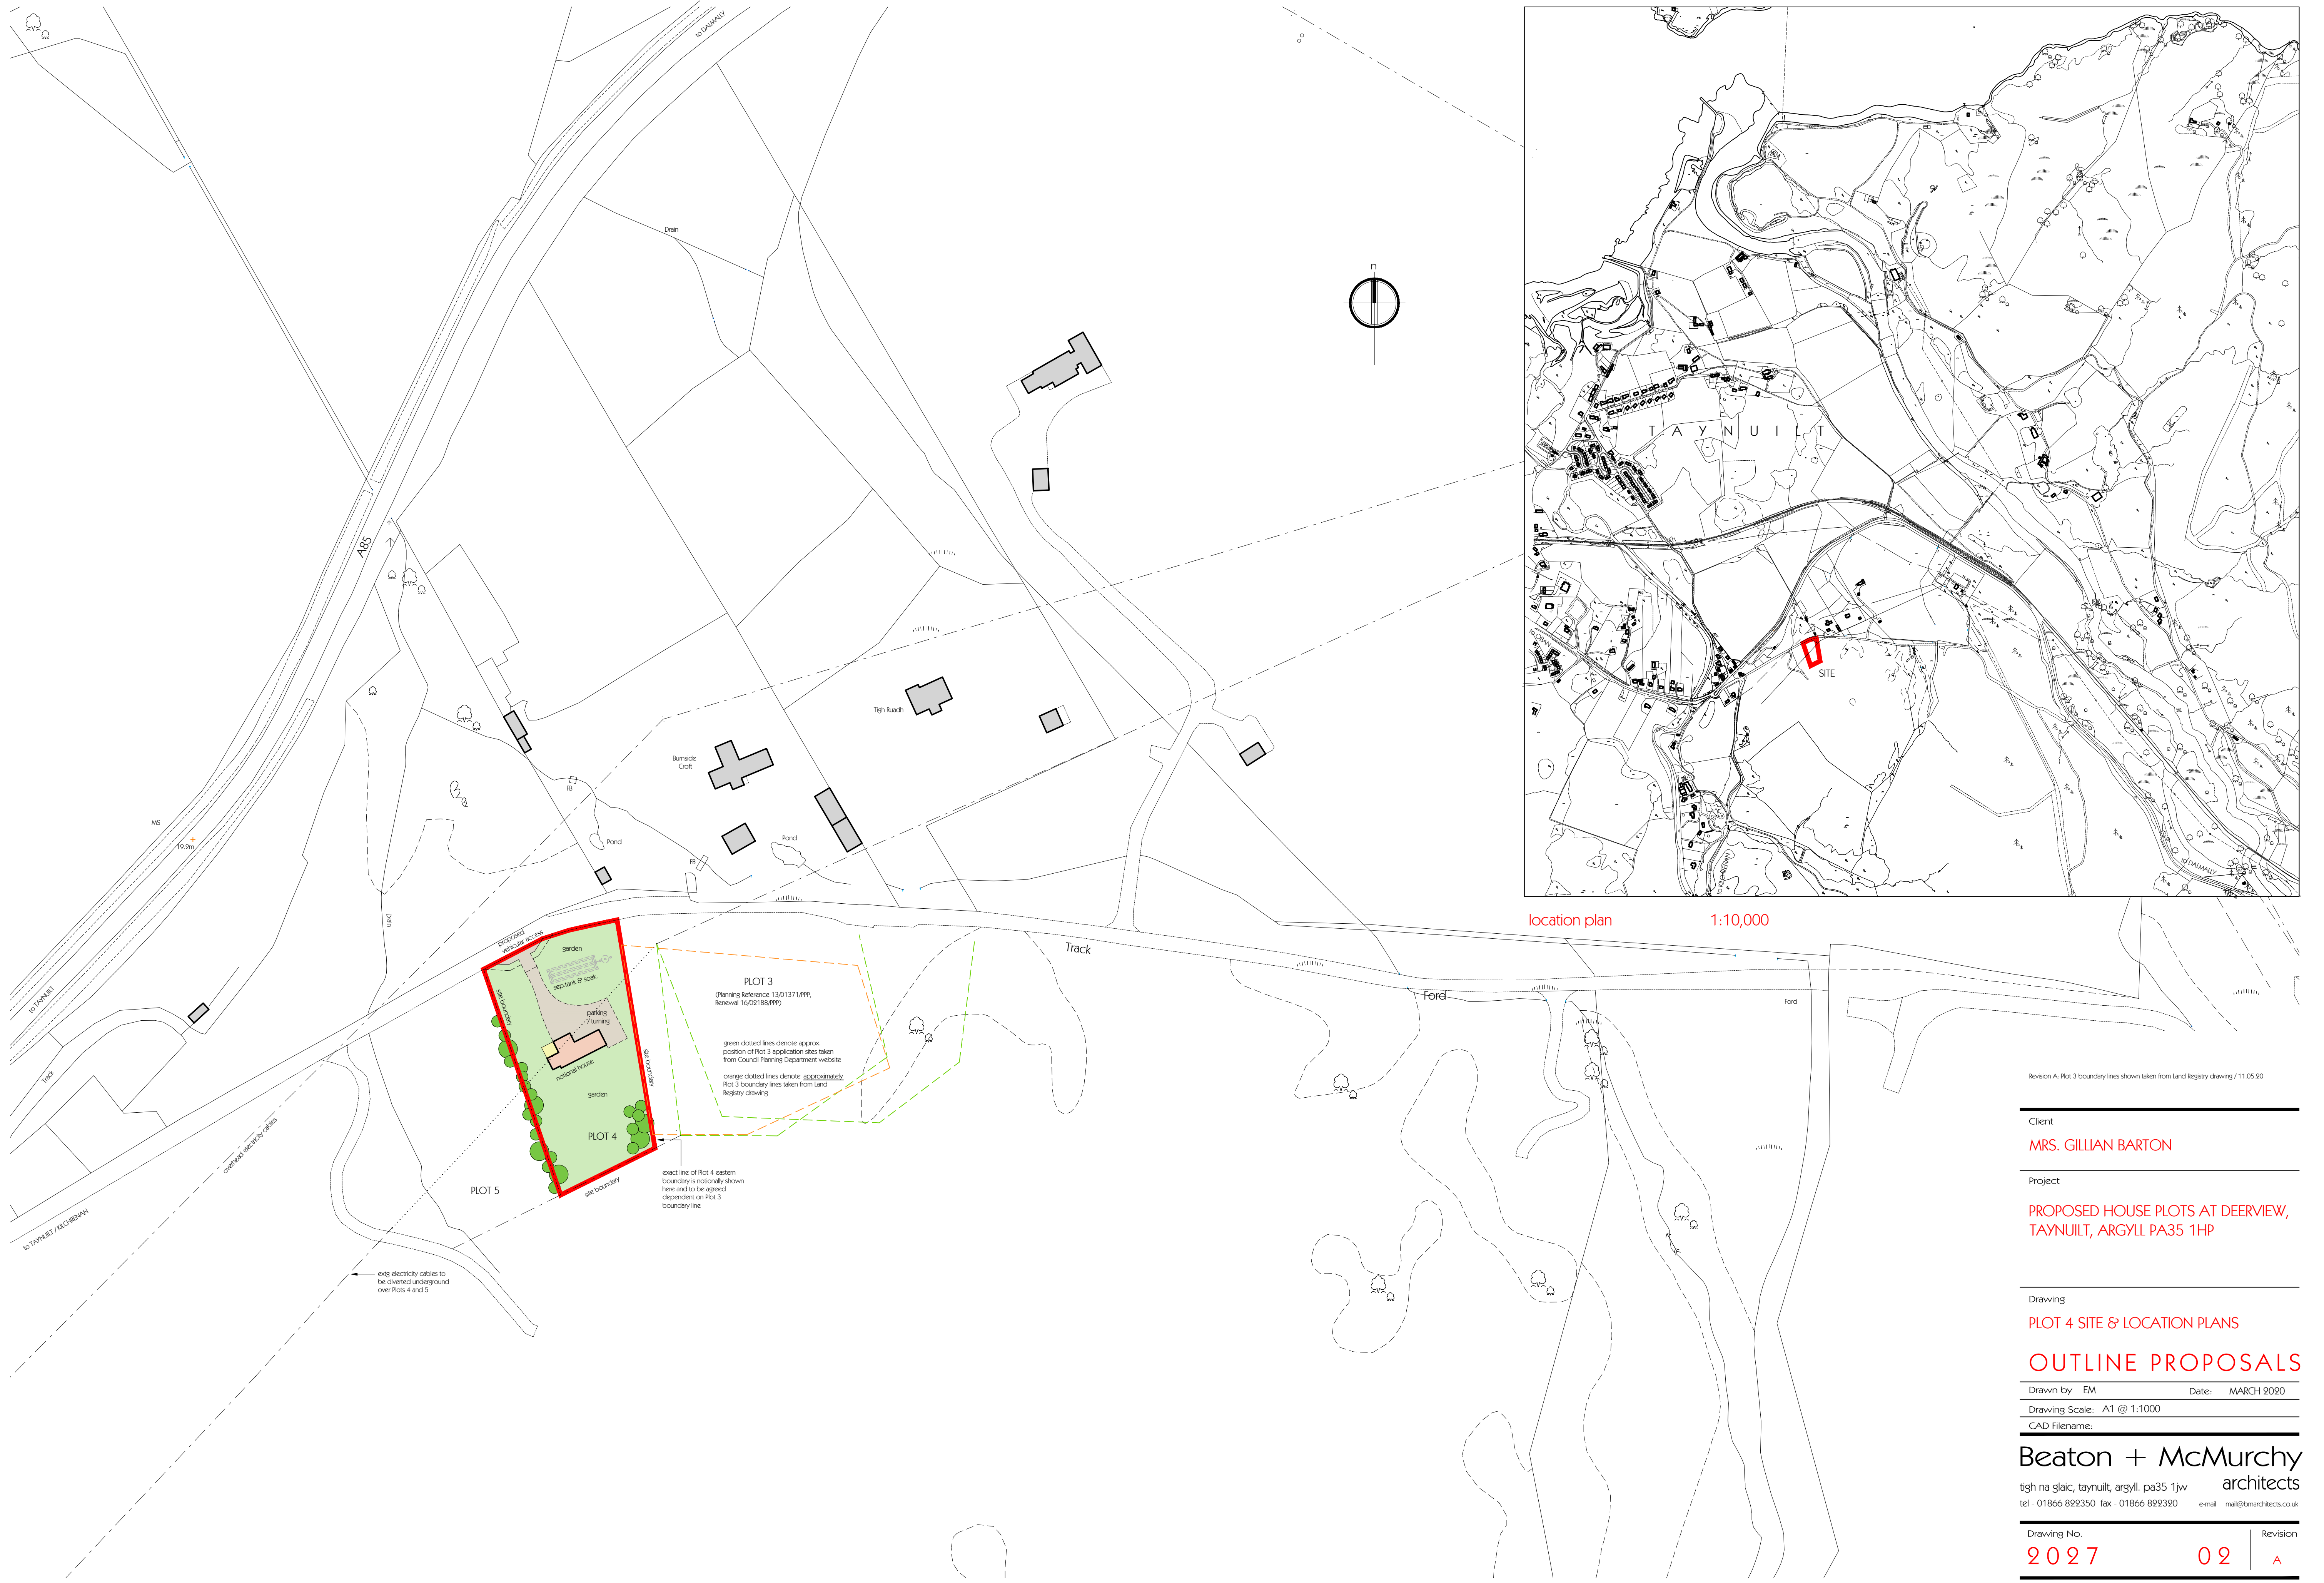 to DALMALLY
Drain
n
A85
Tigh Ruadh
Burnside
Croft
FB
Pond
Pond
FB
MS
19.2m
Drain
to TAYNUILT
Track
proposed
vehicular access
garden
sep.tank & soak.
site boundary
parking
/ turning
notional house
site boundary
garden
PLOT 4
site boundary
PLOT 3
(Planning Reference 13/01371/PPP,
Renewal 16/02188/PPP)
green dotted lines denote approx.
position of Plot 3 application sites taken
from Council Planning Department website
orange dotted lines denote approximately
Plot 3 boundary lines taken from Land
Registry drawing
exact line of Plot 4 eastern
boundary is notionally shown
here and to be agreed
dependent on Plot 3
boundary line
PLOT 5
overhead electricity cables
to TAYNUILT / KILCHRENAN
extg electricity cables to
be diverted underground
over Plots 4 and 5
Track
Ford
Ford
TAYNUILT
to OBAN
SITE
to DALMALLY
location plan 1:10,000
Revision A. Plot 3 boundary lines shown taken from Land Registry drawing / 11.05.20
Client
MRS. GILLIAN BARTON
Project
PROPOSED HOUSE PLOTS AT DEERVIEW,
TAYNUILT, ARGYLL PA35 1HP
Drawing
PLOT 4 SITE & LOCATION PLANS
OUTLINE PROPOSALS
Drawn by EM Date: MARCH 2020
Drawing Scale: A1 @ 1:1000
CAD Filename:
Beaton + McMurchy
architects
tigh na glaic, taynuilt, argyll. pa35 1jw
tel - 01866 822350 fax - 01866 822320 e-mail mail@bmarchitects.co.uk
Drawing No. Revision
2027 02 A